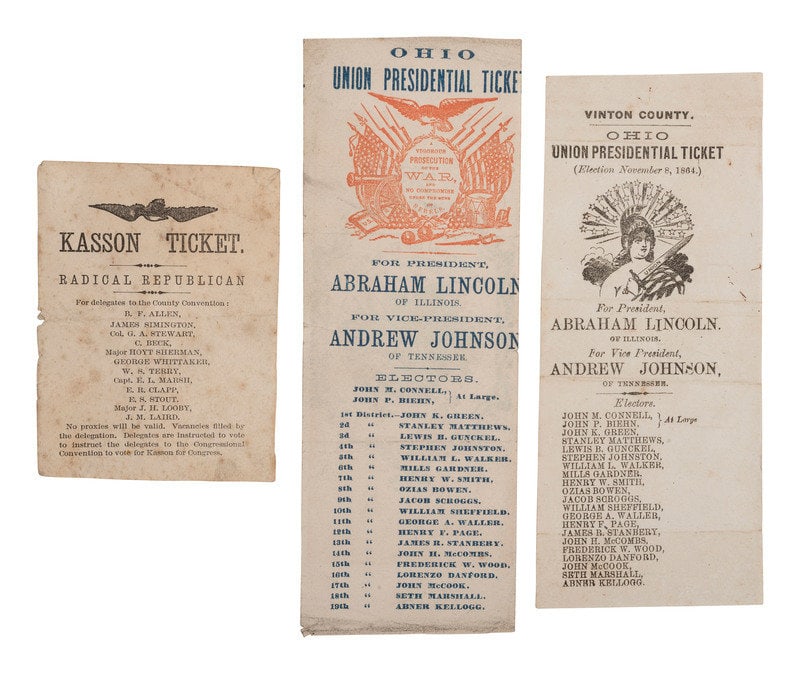 KASSON TICKET.
RADICAL REPUBLICAN
For delegates to the County Convention:
B. F. ALLEN,
JAMES SIMINGTON,
Col. G. A. STEWART,
C. BECK,
Major HOYT SHERMAN,
GEORGE WHITTAKER,
W. S. TERRY,
Capt. E. L. MARSH,
E. R. CLAPP,
E. S. STOUT.
Major J. H. LOOBY,
J. M. LAIRD.
No proxies will be valid. Vacancies filled by
the delegation. Delegates are instructed to vote
to instruct the delegates to the Congressional
Convention to vote for Kasson for Congress.
OHIO
UNION PRESIDENTIAL TICKET
A
VIGOROUS
PROSECUTION
OF THE
WAR,
AND
NO COMPROMISE
UNDER THE GUNS
OF
REBELS.
FOR PRESIDENT,
ABRAHAM LINCOLN
OF ILLINOIS.
FOR VICE-PRESIDENT,
ANDREW JOHNSON
OF TENNESSEE.
ELECTORS.
JOHN M. CONNELL,
JOHN P. BIEHN,
} At Large.
1st District.- JOHN K. GREEN.
2d " STANLEY MATTHEWS.
3d " LEWIS B. GUNCKEL.
4th " STEPHEN JOHNSTON.
5th " WILLIAM L. WALKER.
6th " MILLS GARDNER.
7th " HENRY W. SMITH,
8th " OZIAS BOWEN.
9th " JACOB SCROGGS.
10th " WILLIAM SHEFFIELD.
11th " GEORGE A. WALLER.
12th " HENRY F. PAGE.
13th " JAMES R. STANBERY.
14th " JOHN H. McCOMBS.
15th " FREDERICK W. WOOD,
16th " LORENZO DANFORD.
17th " JOHN McCOOK.
18th " SETH MARSHALL.
19th " ABNER KELLOGG.
VINTON COUNTY.
OHIO
UNION PRESIDENTIAL TICKET
(Election November 8, 1864.)
For President,
ABRAHAM LINCOLN.
OF ILLINOIS.
For Vice President,
ANDREW JOHNSON,
OF TENNESSEE.
Electors.
JOHN M. CONNELL,
JOHN P. BIEHN,
} At Large
JOHN K. GREEN,
STANLEY MATTHEWS,
LEWIS B. GUNCKEL,
STEPHEN JOHNSTON,
WILLIAM L. WALKER,
MILLS GARDNER,
HENRY W. SMITH,
OZIAS BOWEN,
JACOB SCROGGS,
WILLIAM SHEFFIELD,
GEORGE A. WALLER,
HENRY F. PAGE,
JAMES R. STANBERY,
JOHN H. McCOMBS,
FREDERICK W. WOOD,
LORENZO DANFORD,
JOHN McCOOK,
SETH MARSHALL,
ABNER KELLOGG.